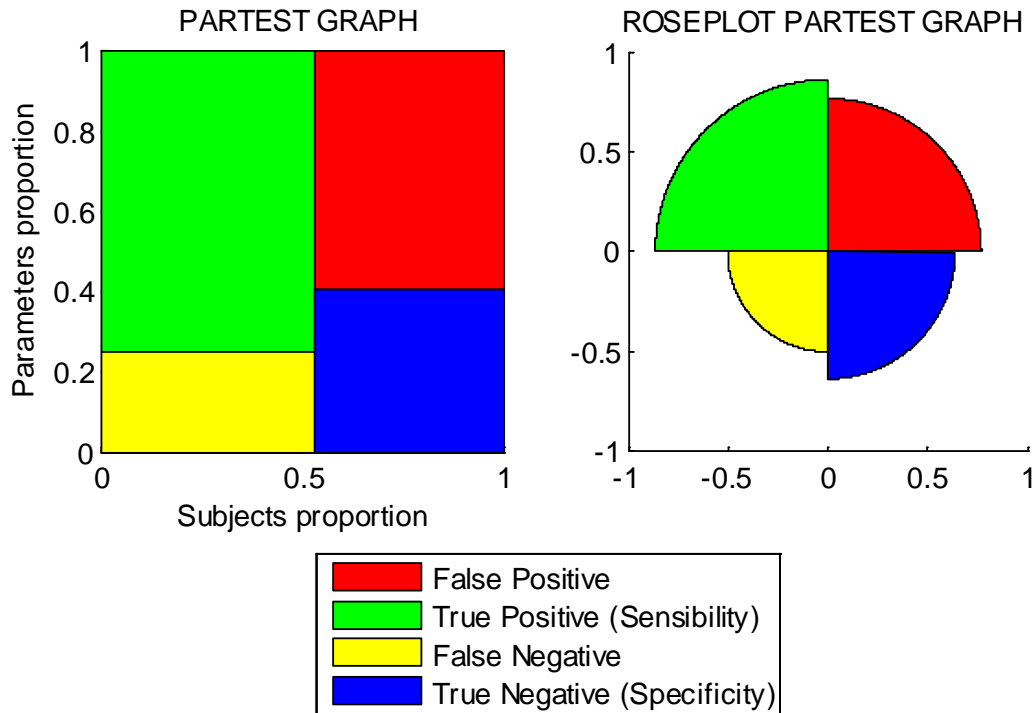 PARTEST GRAPH
1
0.8
0.6
0.4
0.2
0
0 0.5 1
Parameters proportion
Subjects proportion
ROSEPLOT PARTEST GRAPH
1
0.5
0
-0.5
-1
-1 -0.5 0 0.5 1
False Positive
True Positive (Sensibility)
False Negative
True Negative (Specificity)